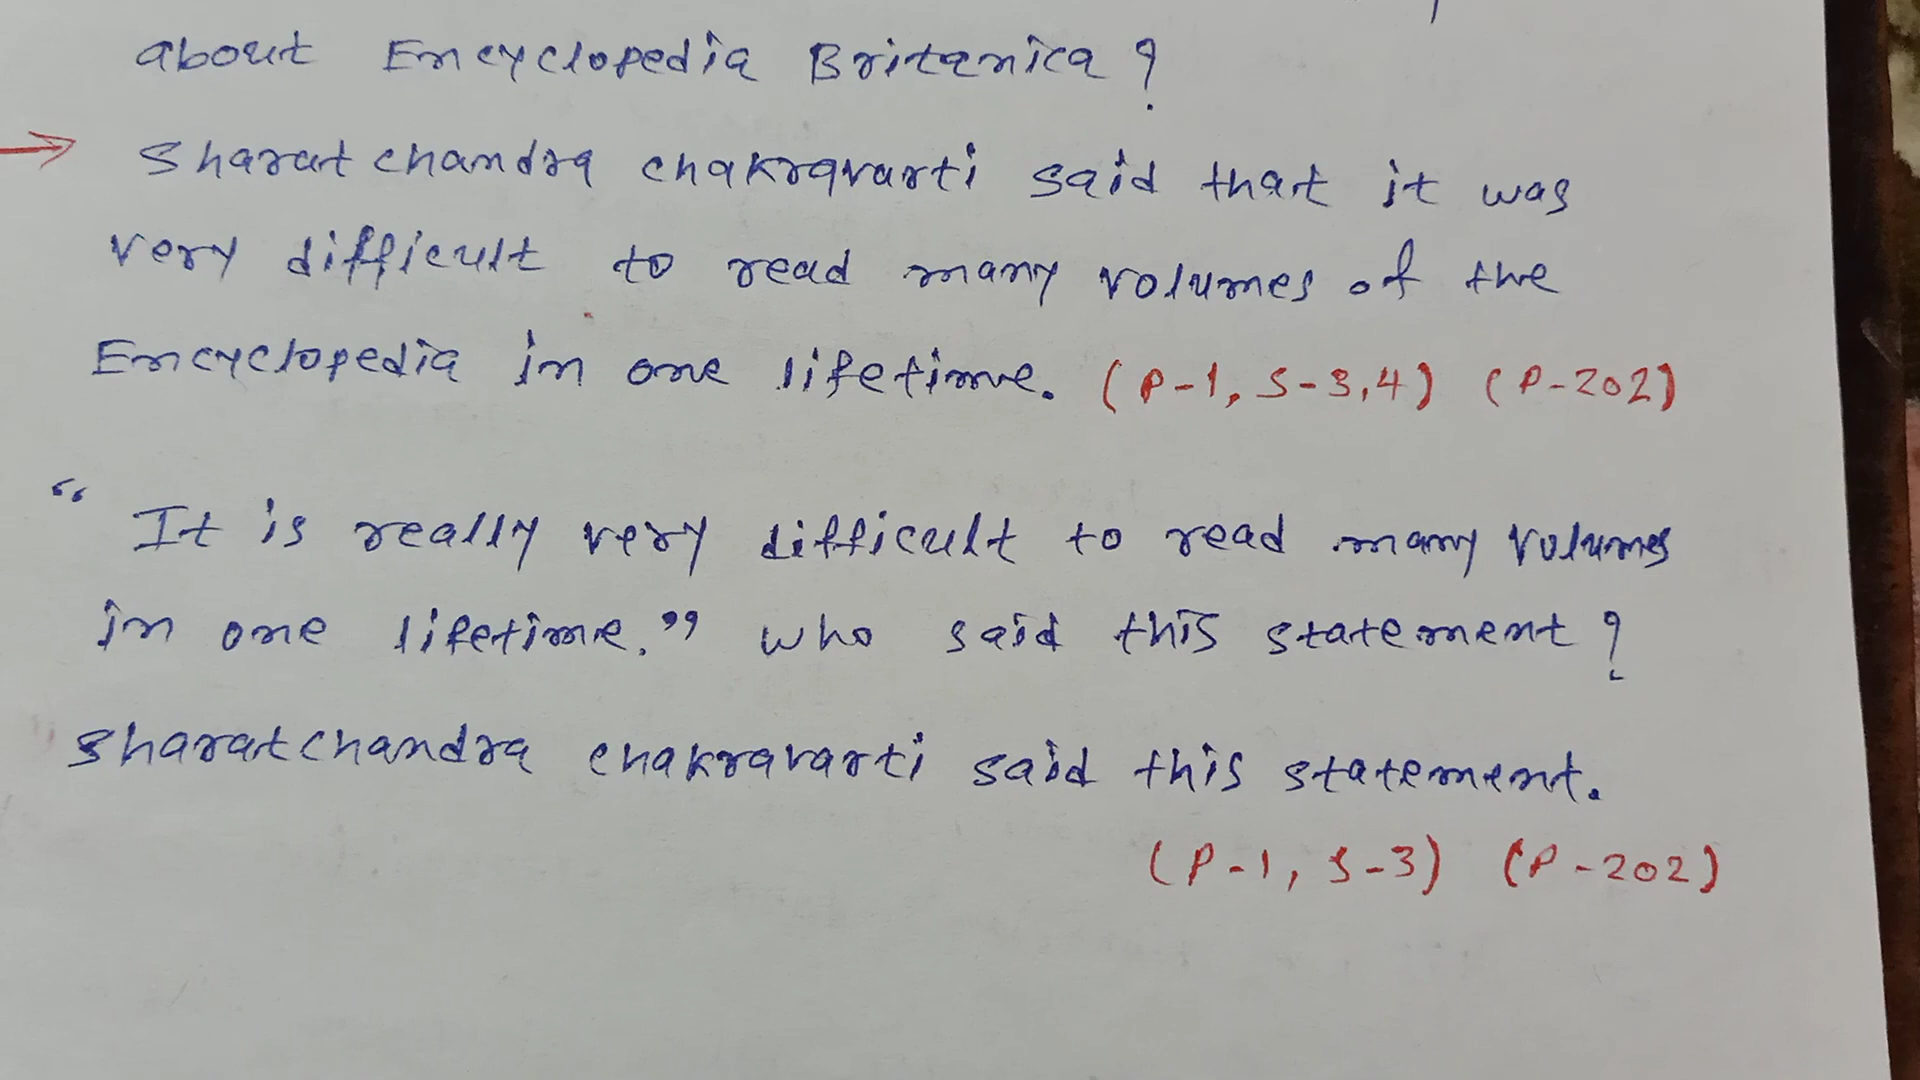 about Encyclopedia Britanica?
→ Sharatchandra chakravarti said that it was
very difficult to read many volumes of the
Encyclopedia in one lifetime. (P-1, S-3,4) (P-202)
“ It is really very difficult to read many volumes
in one lifetime.” who said this statement?
Sharatchandra chakravarti said this statement.
(P-1, S-3) (P-202)